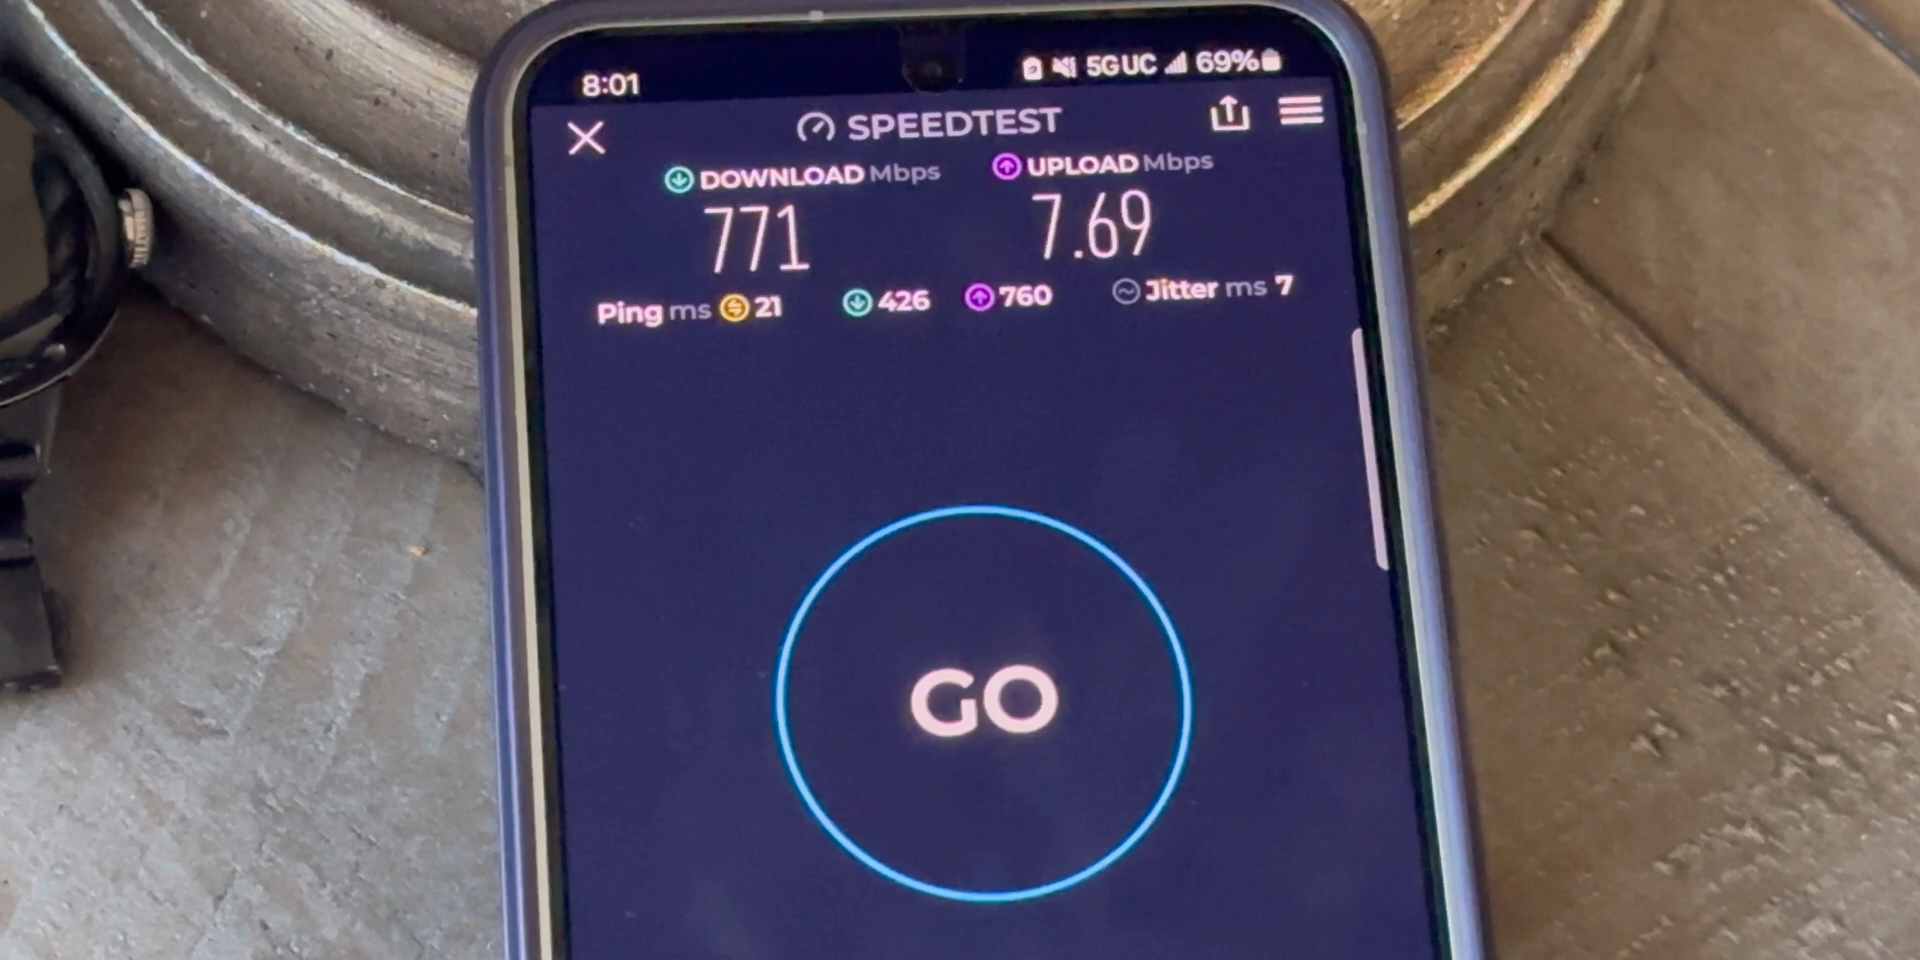 8:01 5G UC 69%
SPEEDTEST
DOWNLOAD Mbps UPLOAD Mbps
771 7.69
Ping ms 21 426 760 Jitter ms 7
GO